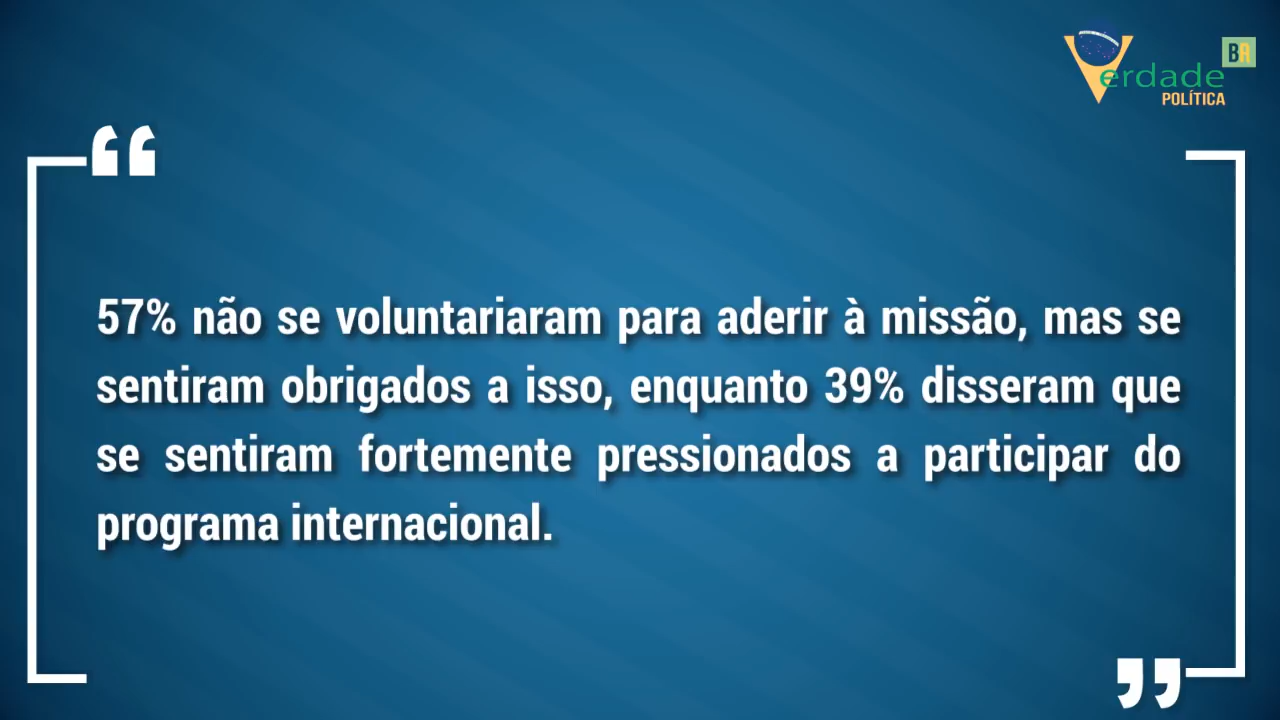 Verdade BR
POLÍTICA
“
57% não se voluntariaram para aderir à missão, mas se
sentiram obrigados a isso, enquanto 39% disseram que
se sentiram fortemente pressionados a participar do
programa internacional.
”